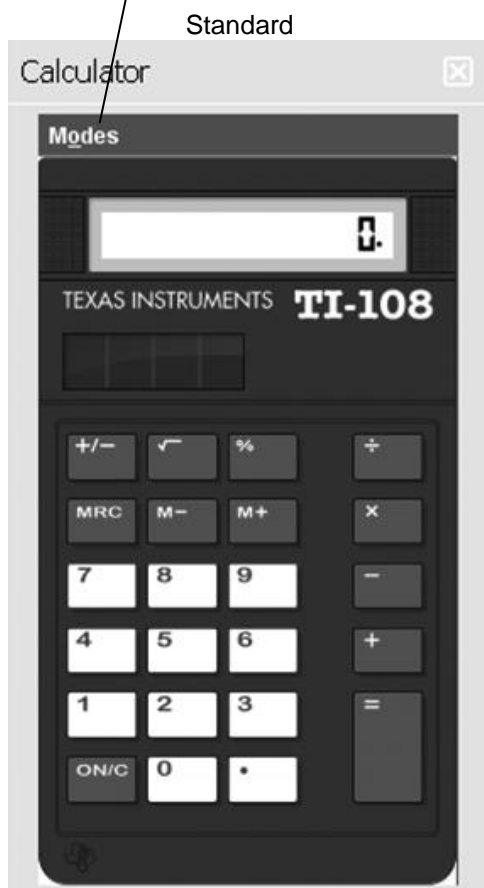 Standard
Calculator
Modes
0.
TEXAS INSTRUMENTS TI-108
+/− √ % ÷
MRC M− M+ ×
7 8 9 −
4 5 6 +
1 2 3 =
ON/C 0 .